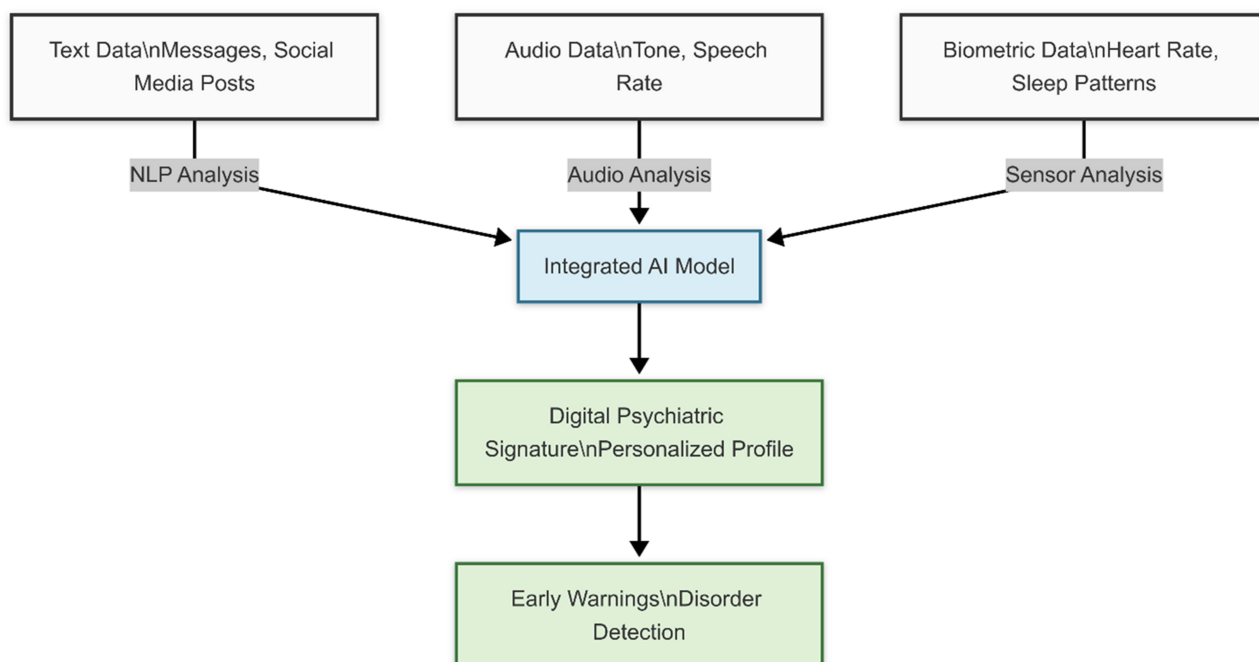 Text Data\nMessages, Social
Media Posts
Audio Data\nTone, Speech
Rate
Biometric Data\nHeart Rate,
Sleep Patterns
NLP Analysis
Audio Analysis
Sensor Analysis
Integrated AI Model
Digital Psychiatric
Signature\nPersonalized Profile
Early Warnings\nDisorder
Detection